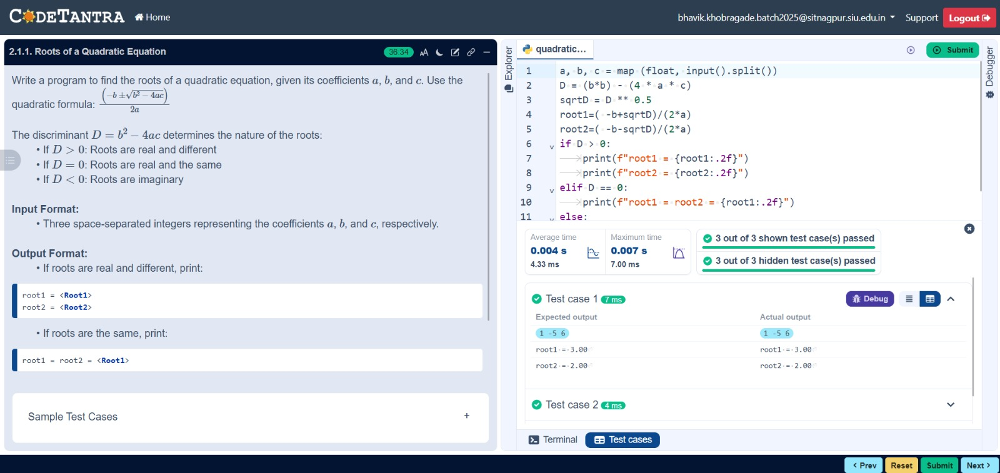 CODETANTRA Home bhavik.khobragade.batch2025@sitnagpur.siu.edu.in Support Logout
2.1.1. Roots of a Quadratic Equation 36:34 AA
Write a program to find the roots of a quadratic equation, given its coefficients a, b, and c. Use the
quadratic formula: (−b ±√b² − 4ac) / 2a
The discriminant D = b² − 4ac determines the nature of the roots:
• If D > 0: Roots are real and different
• If D = 0: Roots are real and the same
• If D < 0: Roots are imaginary
Input Format:
• Three space-separated integers representing the coefficients a, b, and c, respectively.
Output Format:
• If roots are real and different, print:
root1 = <Root1>
root2 = <Root2>
• If roots are the same, print:
root1 = root2 = <Root1>
Sample Test Cases +
Explorer
quadratic...
Submit
Debugger
1 a, b, c = map (float, input().split())
2 D = (b*b) - (4 * a * c)
3 sqrtD = D ** 0.5
4 root1=( -b+sqrtD)/(2*a)
5 root2=( -b-sqrtD)/(2*a)
6 if D > 0:
7 print(f"root1 = {root1:.2f}")
8 print(f"root2 = {root2:.2f}")
9 elif D == 0:
10 print(f"root1 = root2 = {root1:.2f}")
11 else:
Average time Maximum time
0.004 s 0.007 s
4.33 ms 7.00 ms
3 out of 3 shown test case(s) passed
3 out of 3 hidden test case(s) passed
Test case 1 7 ms Debug
Expected output Actual output
1 -5 6 1 -5 6
root1 = 3.00 root1 = 3.00
root2 = 2.00 root2 = 2.00
Test case 2 4 ms
Terminal Test cases
< Prev Reset Submit Next >